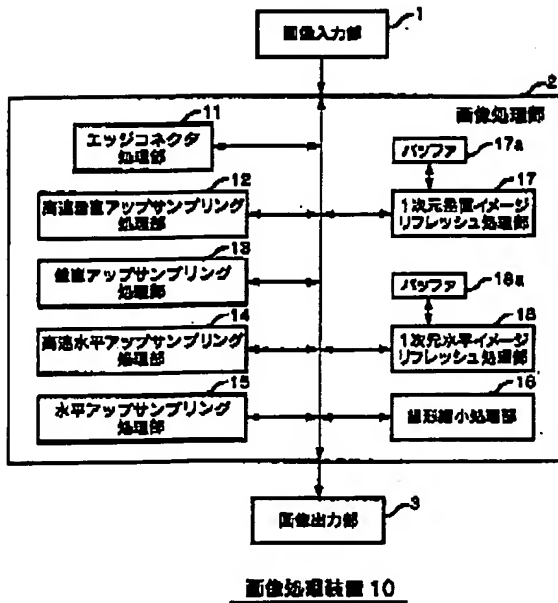 1
画像入力部
2
画像処理部
11
エッジコネクタ
処理部
12
高速垂直アップサンプリング
処理部
13
垂直アップサンプリング
処理部
14
高速水平アップサンプリング
処理部
15
水平アップサンプリング
処理部
17a
バッファ
17
1次元垂直イメージ
リフレッシュ処理部
18a
バッファ
18
1次元水平イメージ
リフレッシュ処理部
16
線形縮小処理部
画像出力部
3
画像処理装置10